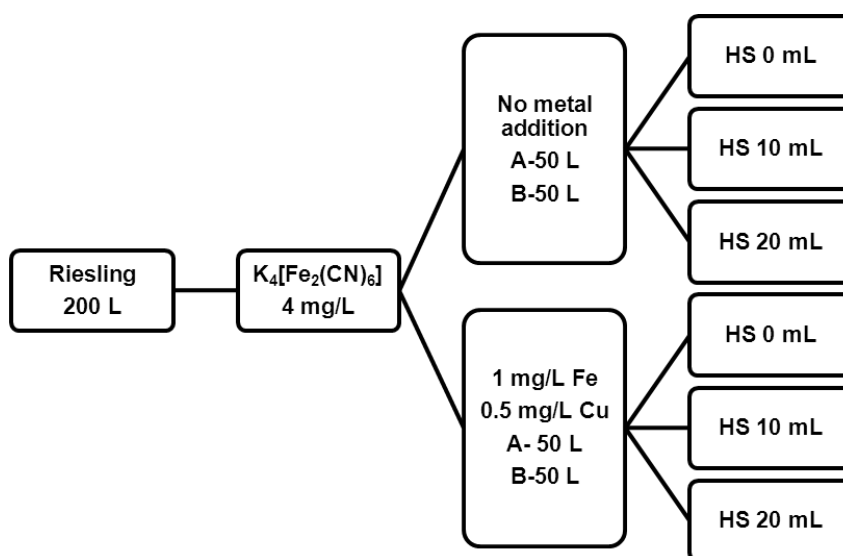 Riesling
200 L
K₄[Fe₂(CN)₆]
4 mg/L
No metal
addition
A-50 L
B-50 L
1 mg/L Fe
0.5 mg/L Cu
A- 50 L
B-50 L
HS 0 mL
HS 10 mL
HS 20 mL
HS 0 mL
HS 10 mL
HS 20 mL